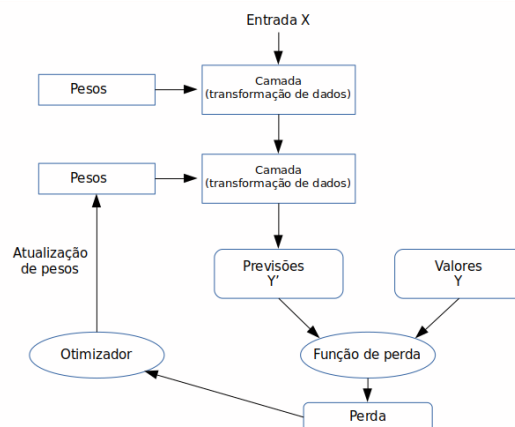 Entrada X
Pesos
Camada
(transformação de dados)
Pesos
Camada
(transformação de dados)
Atualização
de pesos
Previsões
Y'
Valores
Y
Otimizador
Função de perda
Perda